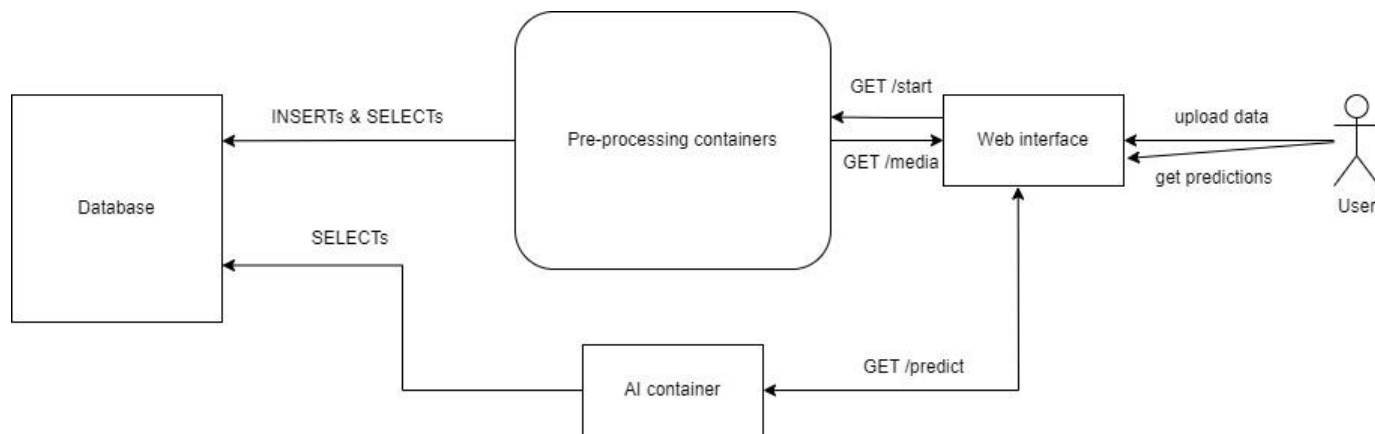 GET /start
INSERTs & SELECTs
Pre-processing containers
Web interface
upload data
GET /media
get predictions
Database
User
SELECTs
GET /predict
AI container